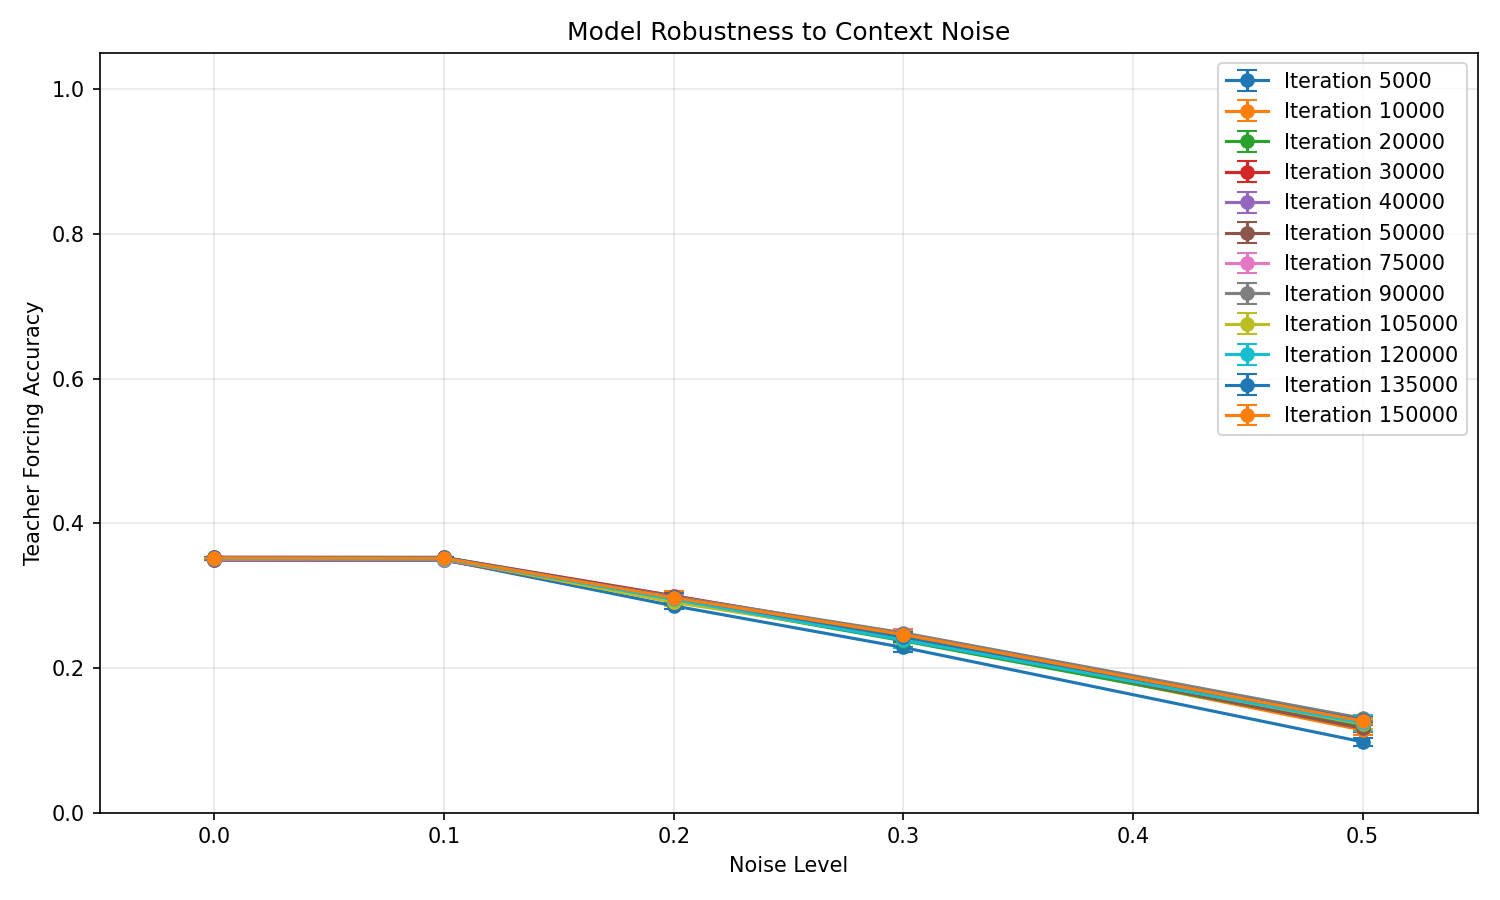 Model Robustness to Context Noise
Teacher Forcing Accuracy
1.0
0.8
0.6
0.4
0.2
0.0
Iteration 5000
Iteration 10000
Iteration 20000
Iteration 30000
Iteration 40000
Iteration 50000
Iteration 75000
Iteration 90000
Iteration 105000
Iteration 120000
Iteration 135000
Iteration 150000
0.0 0.1 0.2 0.3 0.4 0.5
Noise Level